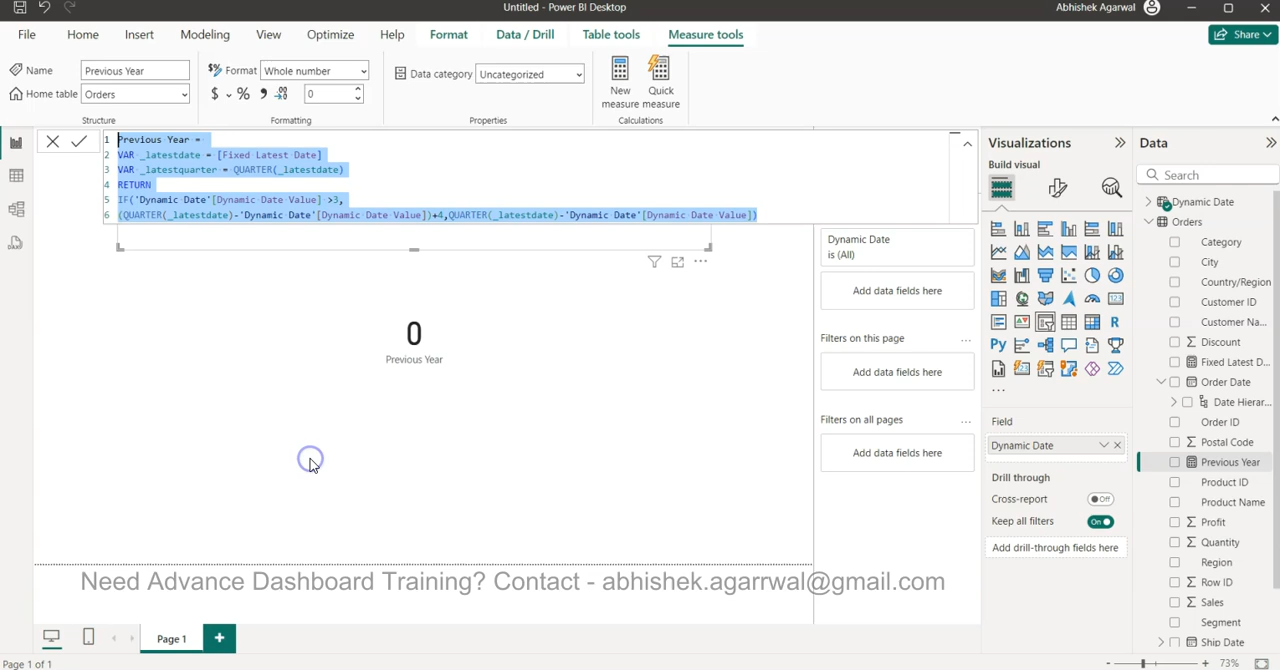 Untitled - Power BI Desktop
Abhishek Agarwal
File Home Insert Modeling View Optimize Help Format Data / Drill Table tools Measure tools
Share
Name Previous Year
Home table Orders
Structure
Format Whole number
$ % 0
Formatting
Data category Uncategorized
Properties
New measure
Quick measure
Calculations
1 Previous Year =
2 VAR _latestdate = [Fixed Latest Date]
3 VAR _latestquarter = QUARTER(_latestdate)
4 RETURN
5 IF('Dynamic Date'[Dynamic Date Value] >3,
6 (QUARTER(_latestdate)-'Dynamic Date'[Dynamic Date Value])+4,QUARTER(_latestdate)-'Dynamic Date'[Dynamic Date Value])
0
Previous Year
Dynamic Date
is (All)
Add data fields here
Filters on this page ...
Add data fields here
Filters on all pages ...
Add data fields here
Visualizations
Build visual
R
Py
...
Field
Dynamic Date
Drill through
Cross-report Off
Keep all filters On
Add drill-through fields here
Data
Search
Dynamic Date
Orders
Category
City
Country/Region
Customer ID
Customer Na...
Discount
Fixed Latest D...
Order Date
Date Hierar...
Order ID
Postal Code
Previous Year
Product ID
Product Name
Profit
Quantity
Region
Row ID
Sales
Segment
Ship Date
Need Advance Dashboard Training? Contact - abhishek.agarrwal@gmail.com
Page 1
+
Page 1 of 1
- + 73%